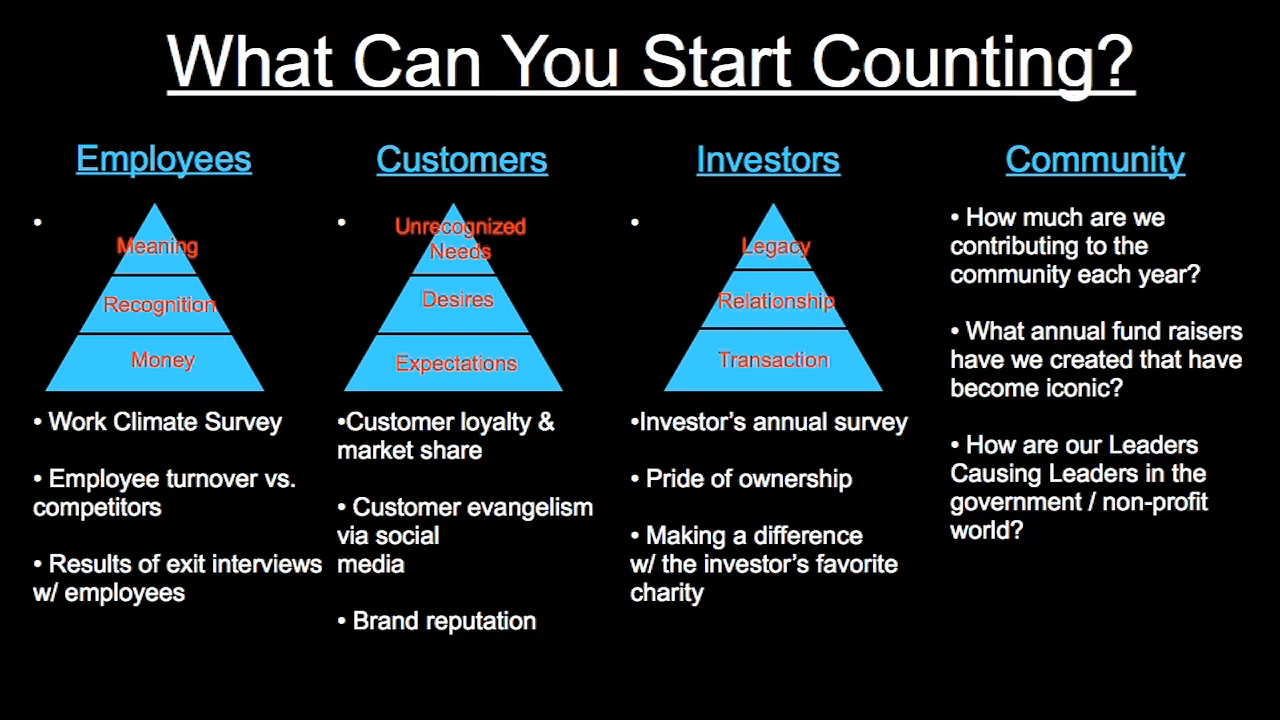 What Can You Start Counting?
Employees
•
Meaning
Recognition
Money
• Work Climate Survey
• Employee turnover vs.
competitors
• Results of exit interviews
w/ employees
Customers
•
Unrecognized
Needs
Desires
Expectations
•Customer loyalty &
market share
• Customer evangelism
via social
media
• Brand reputation
Investors
•
Legacy
Relationship
Transaction
•Investor’s annual survey
• Pride of ownership
• Making a difference
w/ the investor’s favorite
charity
Community
• How much are we
contributing to the
community each year?
• What annual fund raisers
have we created that have
become iconic?
• How are our Leaders
Causing Leaders in the
government / non-profit
world?